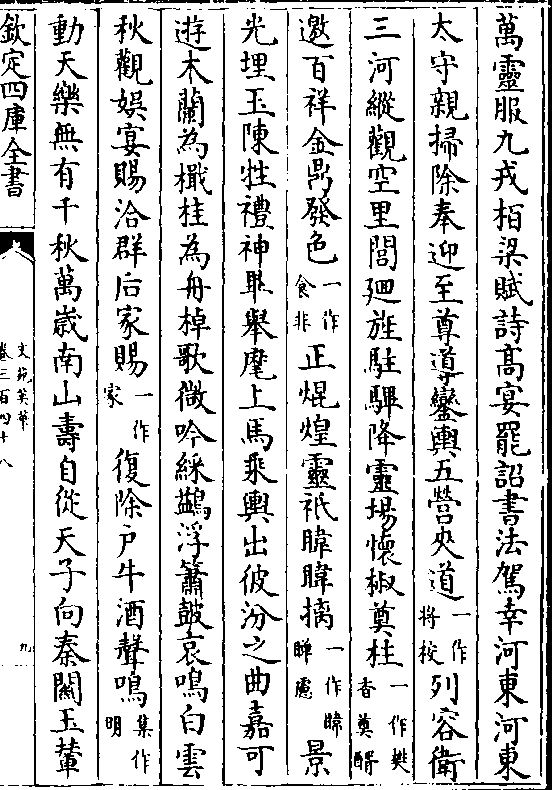 萬靈服九戎栢梁賦詩髙宴罷詔書法駕幸河東河東
太守親掃除奉迎至尊導鑾輿五營夾道一作將校列容衛
三河縱觀空里閭廻旌駐驆降靈場懷椒奠桂一作樊香奠醑
邀百祥金鼎發色一作食非正焜煌靈祇暐暐摛一作暐曄慮景
光埋玉陳牲禮神畢舉麾上馬乘輿出彼汾之曲嘉可
遊木蘭為檝桂為舟棹歌微吟綵鷁浮簫鼓哀鳴白雲
秋觀娯宴賜洽群后家賜一作家復除户牛酒聲鳴集作明
動天樂無有千秋萬歲南山壽自從天子向秦關玉輦
欽定四庫全書
文苑英華
卷三百四十八